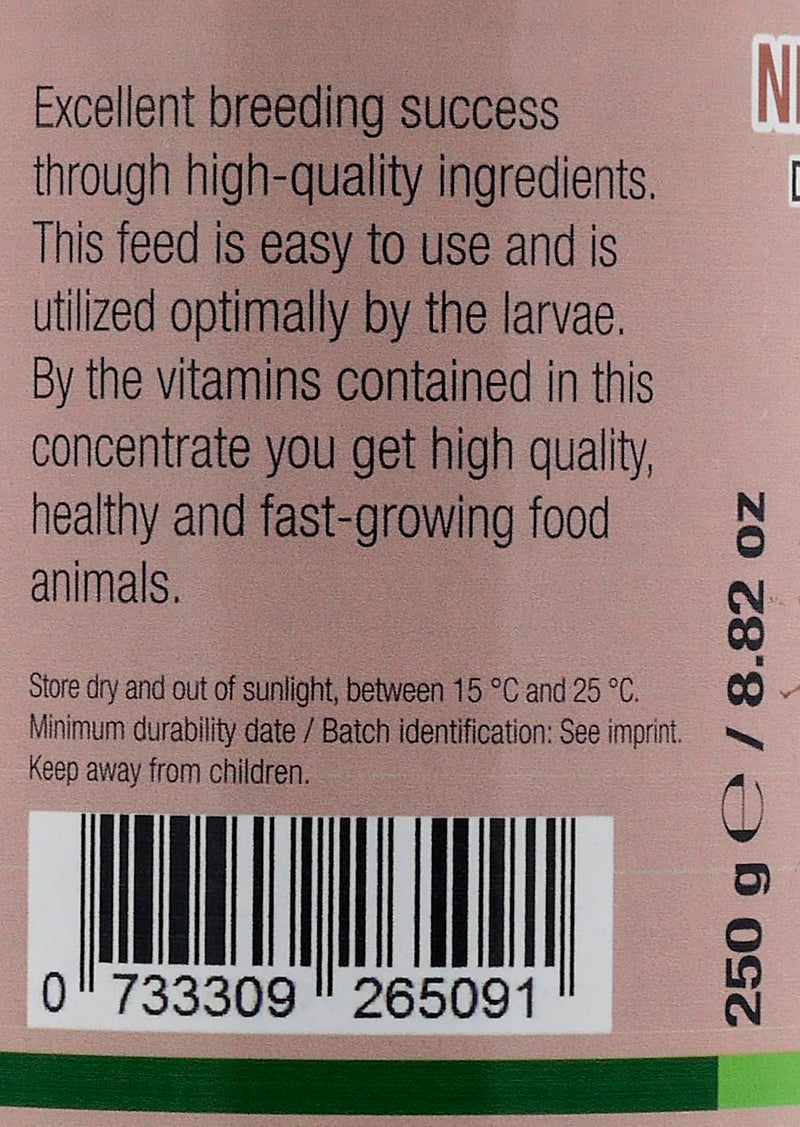 Excellent breeding success
through high-quality ingredients.
This feed is easy to use and is
utilized optimally by the larvae.
By the vitamins contained in this
concentrate you get high quality,
healthy and fast-growing food
animals.
Store dry and out of sunlight, between 15 °C and 25 °C.
Minimum durability date / Batch identification: See imprint.
Keep away from children.
0 733309 265091
250 g ℮ / 8.82 oz